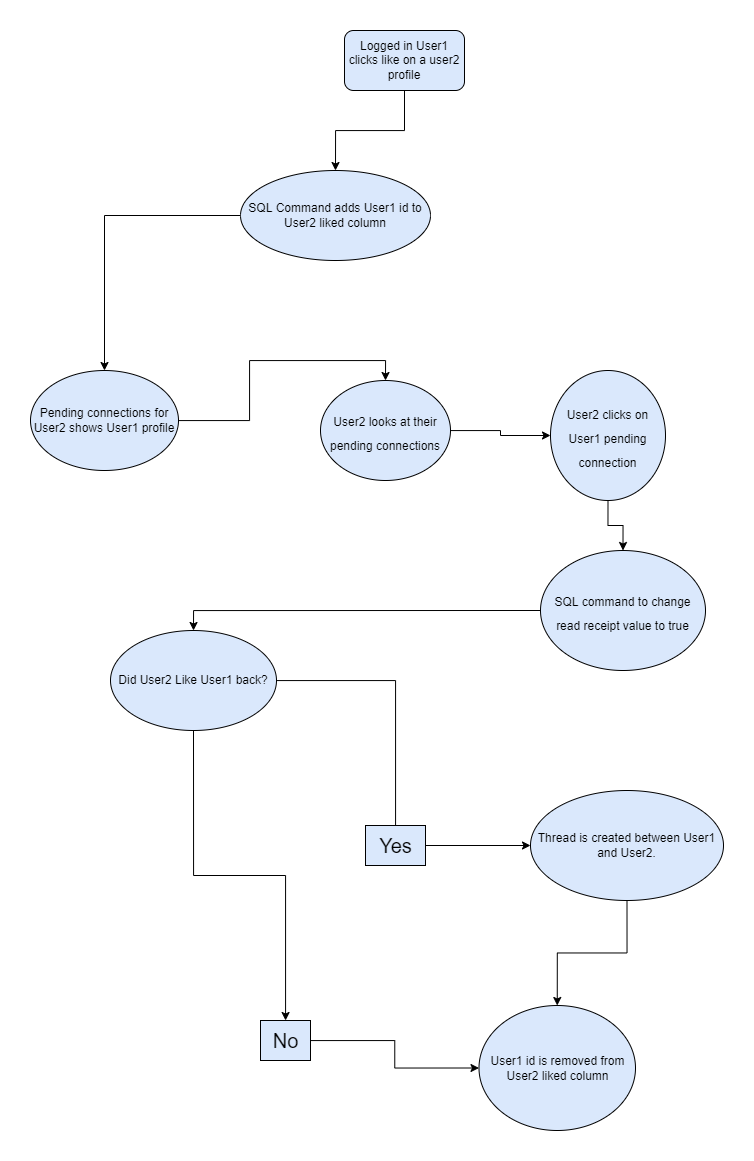 Logged in User1
clicks like on a user2
profile
SQL Command adds User1 id to
User2 liked column
Pending connections for
User2 shows User1 profile
User2 looks at their
pending connections
User2 clicks on
User1 pending
connection
SQL command to change
read receipt value to true
Did User2 Like User1 back?
Yes
Thread is created between User1
and User2.
No
User1 id is removed from
User2 liked column